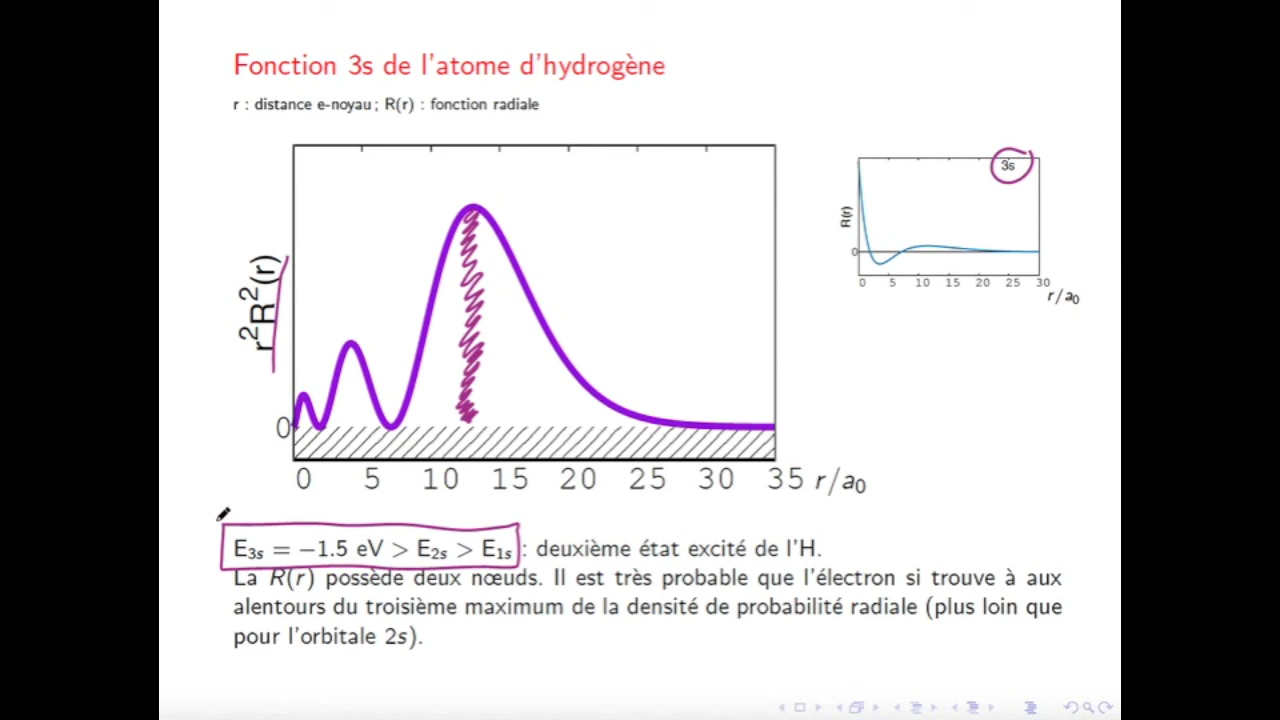 Fonction 3s de l'atome d'hydrogène
r : distance e-noyau ; R(r) : fonction radiale
r²R²(r)
0
0 5 10 15 20 25 30 35 r/a₀
3s
R(r)
0
0 5 10 15 20 25 30
r/a₀
E₃ₛ = −1.5 eV > E₂ₛ > E₁ₛ : deuxième état excité de l'H.
La R(r) possède deux nœuds. Il est très probable que l'électron si trouve à aux
alentours du troisième maximum de la densité de probabilité radiale (plus loin que
pour l'orbitale 2s).